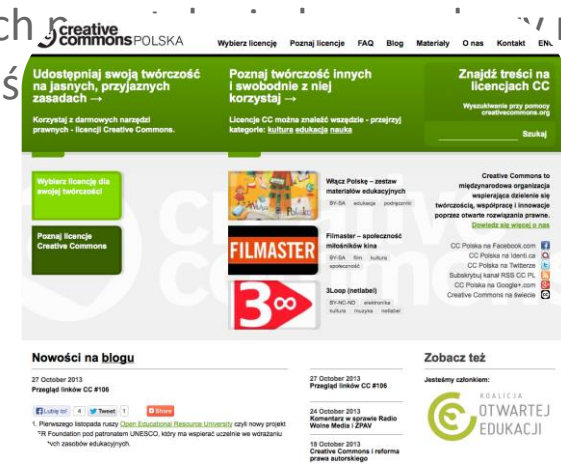 creative
commons POLSKA
Wybierz licencję Poznaj licencje FAQ Blog Materiały O nas Kontakt
Udostępniaj swoją twórczość
na jasnych, przyjaznych
zasadach →
Korzystaj z darmowych narzędzi
prawnych - licencji Creative Commons.
Poznaj twórczość innych
i swobodnie z niej
korzystaj →
Licencje CC można znaleźć wszędzie - przejrzyj
kategorie: kultura edukacja nauka
Znajdź treści na
licencjach CC
Wyszukiwanie przy pomocy
creativecommons.org
Szukaj
Wybierz licencję dla
swojej twórczości
Poznaj licencje
Creative Commons
Włącz Polskę – zestaw
materiałów edukacyjnych
BY-SA edukacja podręczniki
FILMASTER
Filmaster – społeczność
miłośników kina
BY-SA film kultura
społeczność
3∞
3Loop (netlabel)
BY-NC-ND elektronika
kultura muzyka netlabel
Creative Commons to
międzynarodowa organizacja
wspierająca dzielenie się
twórczością, współpracę i innowacje
poprzez otwarte rozwiązania prawne.
Dowiedz się więcej o nas
CC Polska na Facebook.com
CC Polska na Identi.ca
CC Polska na Twitterze
Subskrybuj kanał RSS CC PL
CC Polska na Google+.com
Creative Commons na świecie
Nowości na blogu
27 October 2013
Przegląd linków CC #106
Lubię to! 4 Tweet 1 Share
1. Pierwszego listopada ruszy Open Educational Resource University czyli nowy projekt
Foundation pod patronatem UNESCO, który ma wspierać uczelnie we wdrażaniu
zasobów edukacyjnych.
27 October 2013
Przegląd linków CC #106
24 October 2013
Komentarz w sprawie Radio
Wolne Media i ZPAV
18 October 2013
Creative Commons i reforma
prawa autorskiego
Zobacz też
Jesteśmy członkiem:
KOALICJA
OTWARTEJ
EDUKACJI